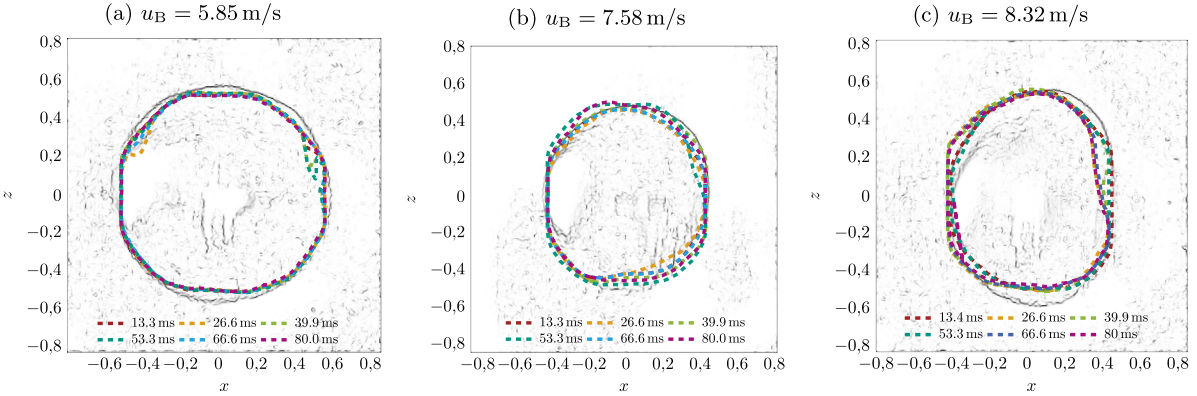 (a) u_B = 5.85 m/s
0,8
0,6
0,4
0,2
0
−0,2
−0,4
−0,6
−0,8
z
13.3 ms 26.6 ms 39.9 ms
53.3 ms 66.6 ms 80.0 ms
−0,6 −0,4 −0,2 0 0,2 0,4 0,6 0,8
x
(b) u_B = 7.58 m/s
0,8
0,6
0,4
0,2
0
−0,2
−0,4
−0,6
−0,8
z
13.3 ms 26.6 ms 39.9 ms
53.3 ms 66.6 ms 80.0 ms
−0,8 −0,6 −0,4 −0,2 0 0,2 0,4 0,6 0,8
x
(c) u_B = 8.32 m/s
0,8
0,6
0,4
0,2
0
−0,2
−0,4
−0,6
−0,8
z
13.4 ms 26.6 ms 39.9 ms
53.3 ms 66.6 ms 80 ms
−0,8 −0,6 −0,4 −0,2 0 0,2 0,4 0,6 0,8
x